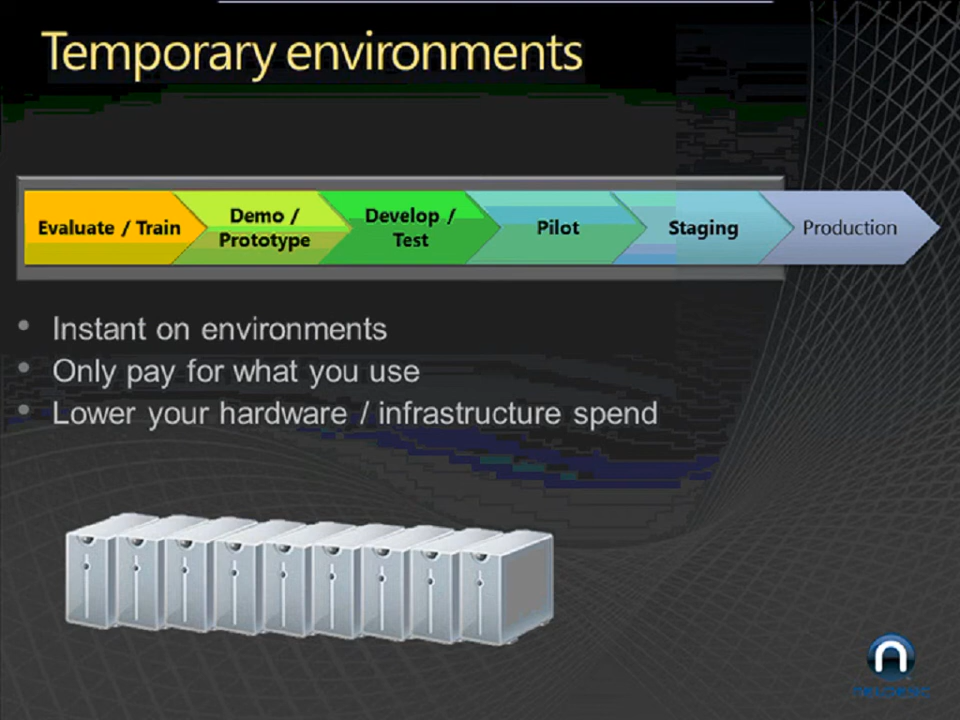 Temporary environments
Evaluate / Train
Demo /
Prototype
Develop /
Test
Pilot
Staging
Production
• Instant on environments
• Only pay for what you use
• Lower your hardware / infrastructure spend